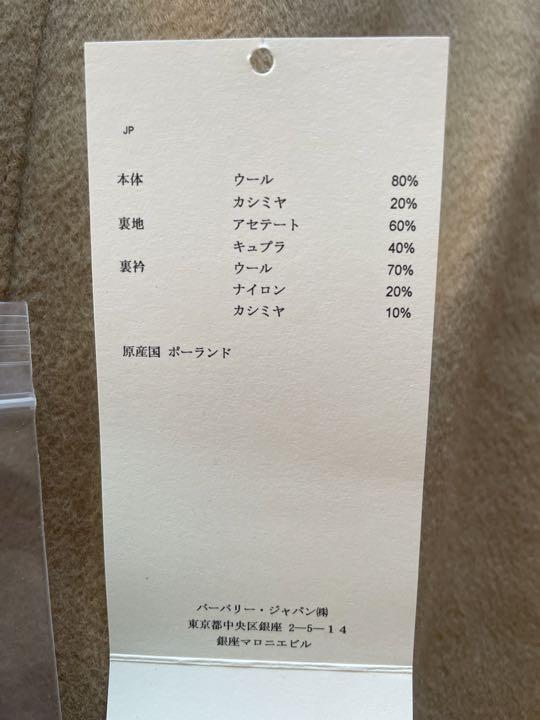 JP
本体 ウール 80%
カシミヤ 20%
裏地 アセテート 60%
キュプラ 40%
裏衿 ウール 70%
ナイロン 20%
カシミヤ 10%
原産国 ポーランド
バーバリー・ジャパン㈱
東京都中央区銀座 2―5―14
銀座マロニエビル